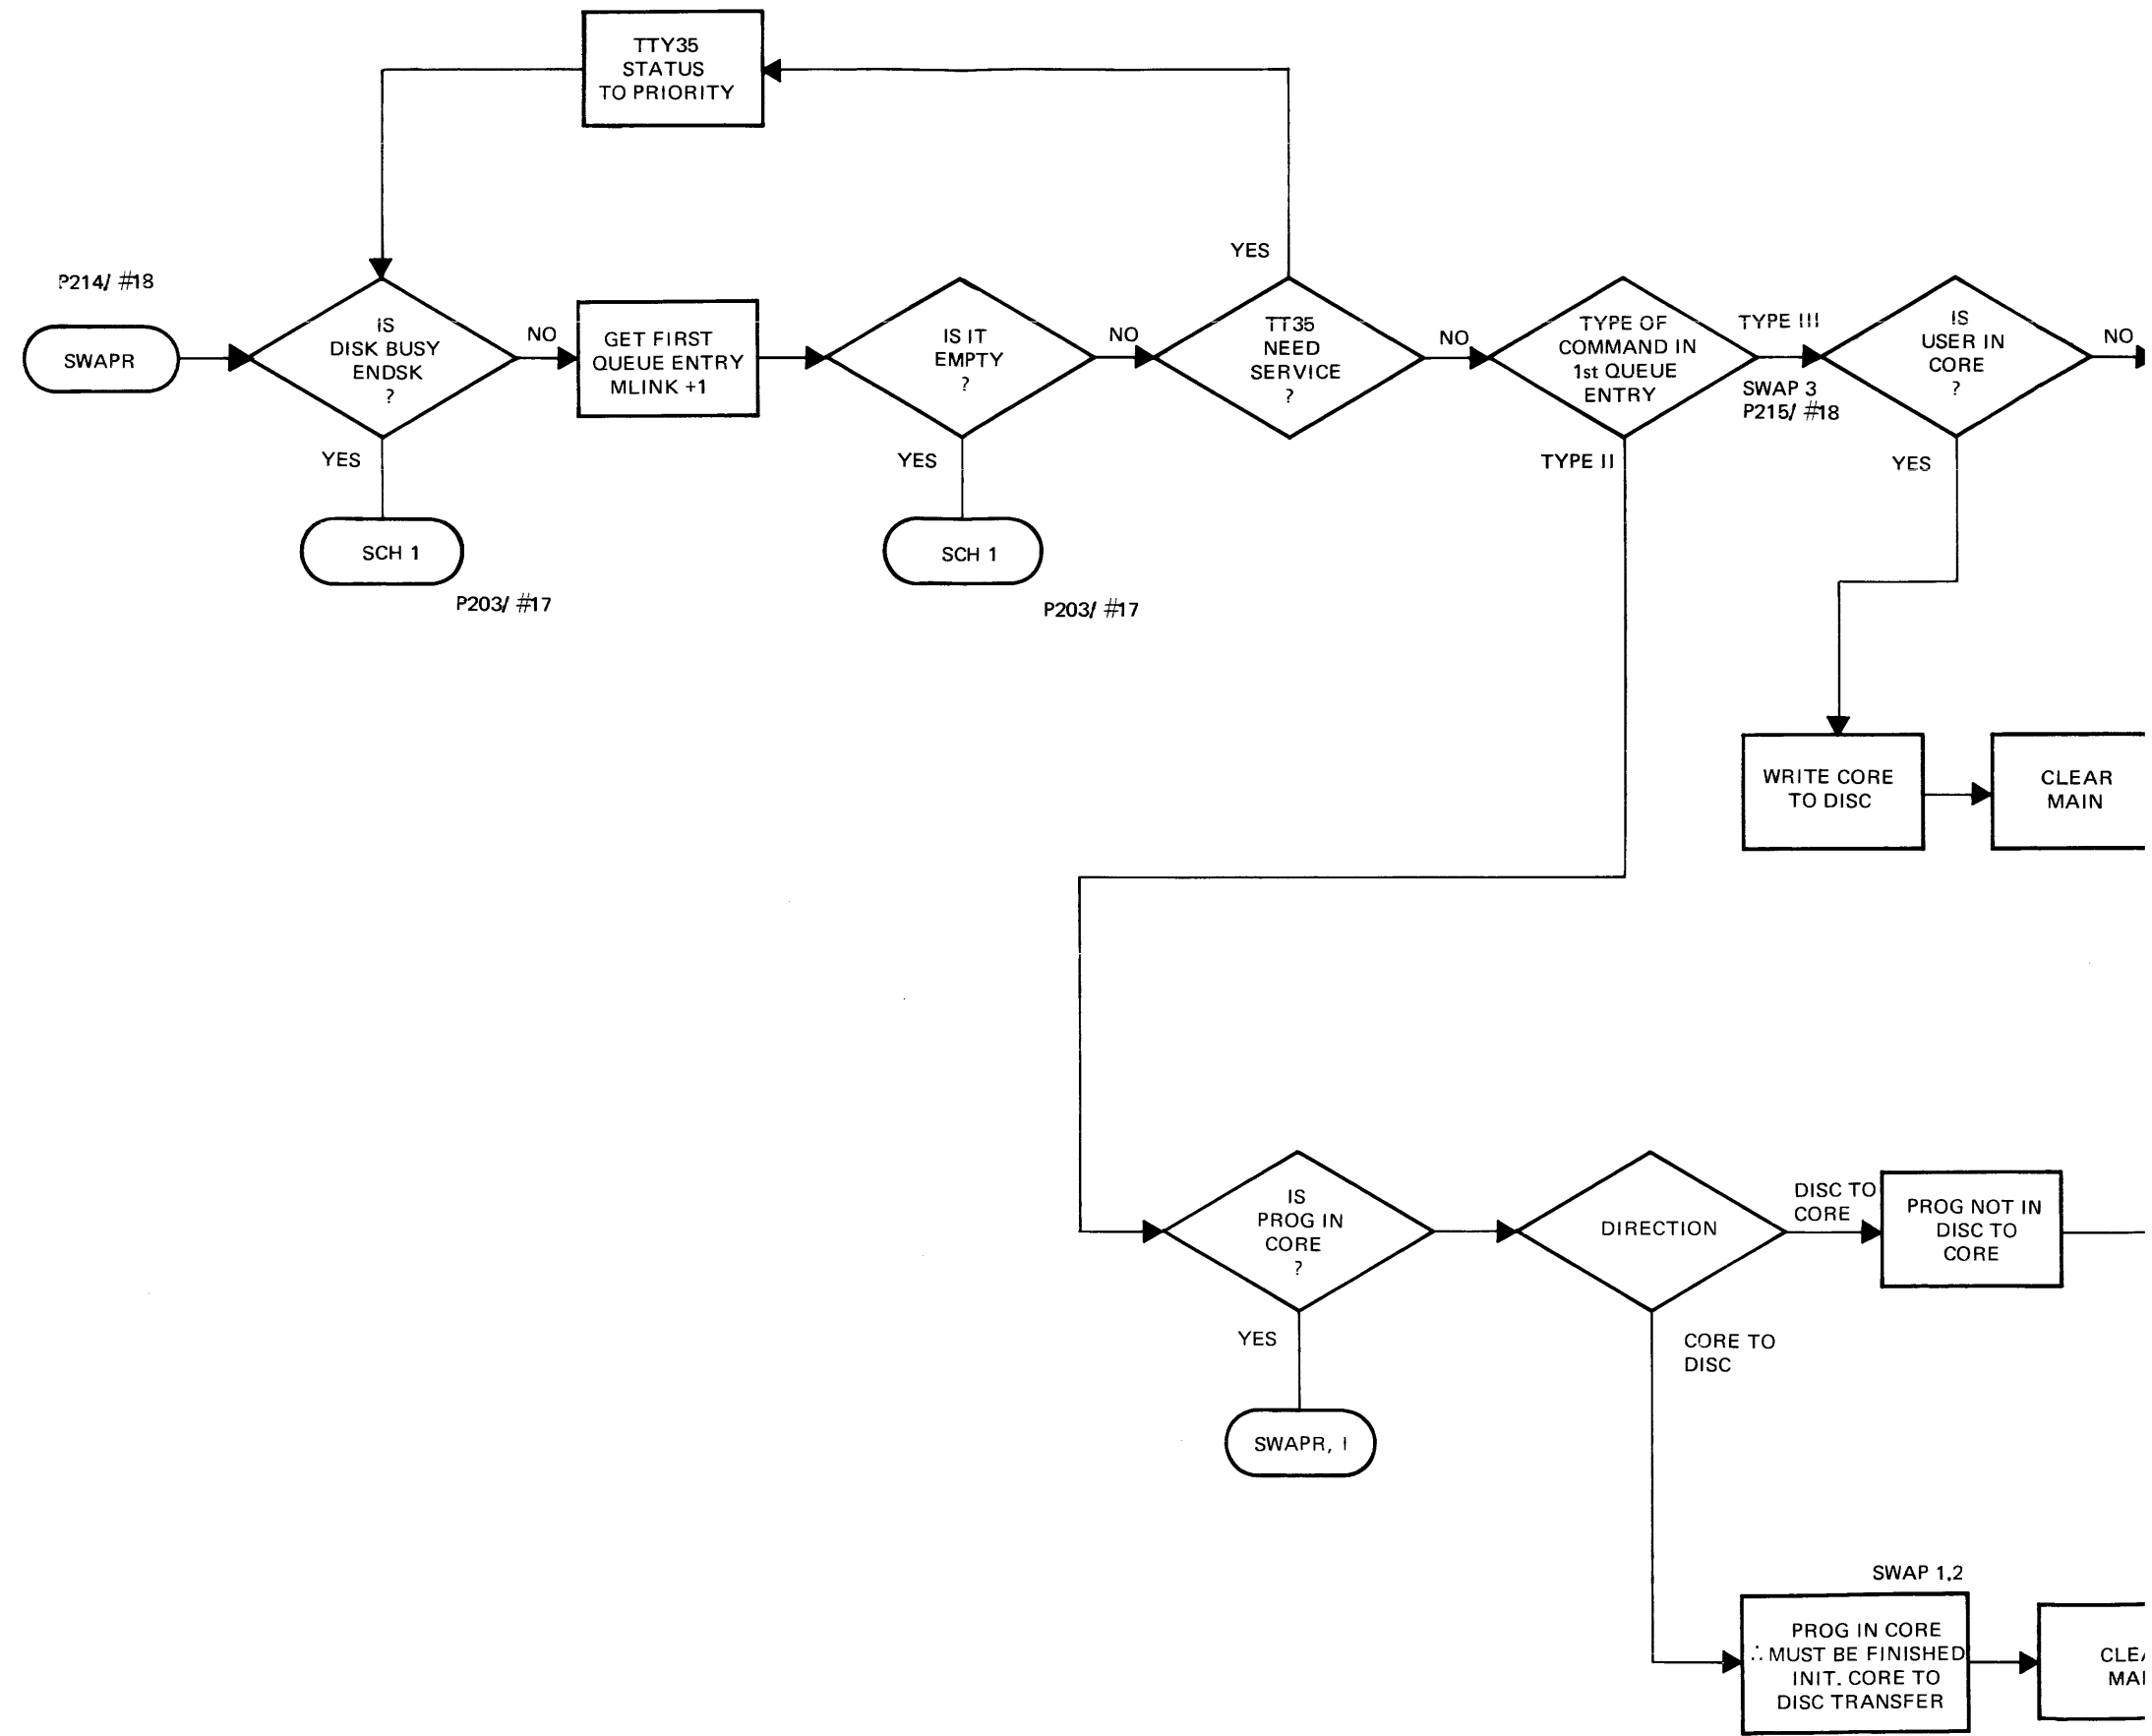 TTY35
STATUS
TO PRIORITY
YES
P214/ #18
SWAPR
IS
DISK BUSY
ENDSK
?
NO
YES
SCH 1
P203/ #17
GET FIRST
QUEUE ENTRY
MLINK +1
IS IT
EMPTY
?
NO
YES
SCH 1
P203/ #17
TT35
NEED
SERVICE
?
NO
TYPE OF
COMMAND IN
1st QUEUE
ENTRY
TYPE III
SWAP 3
P215/ #18
TYPE II
IS
USER IN
CORE
?
NO
YES
WRITE CORE
TO DISC
CLEAR
MAIN
IS
PROG IN
CORE
?
YES
SWAPR, I
DIRECTION
DISC TO
CORE
PROG NOT IN
DISC TO
CORE
CORE TO
DISC
SWAP 1.2
PROG IN CORE
∴ MUST BE FINISHED
INIT. CORE TO
DISC TRANSFER